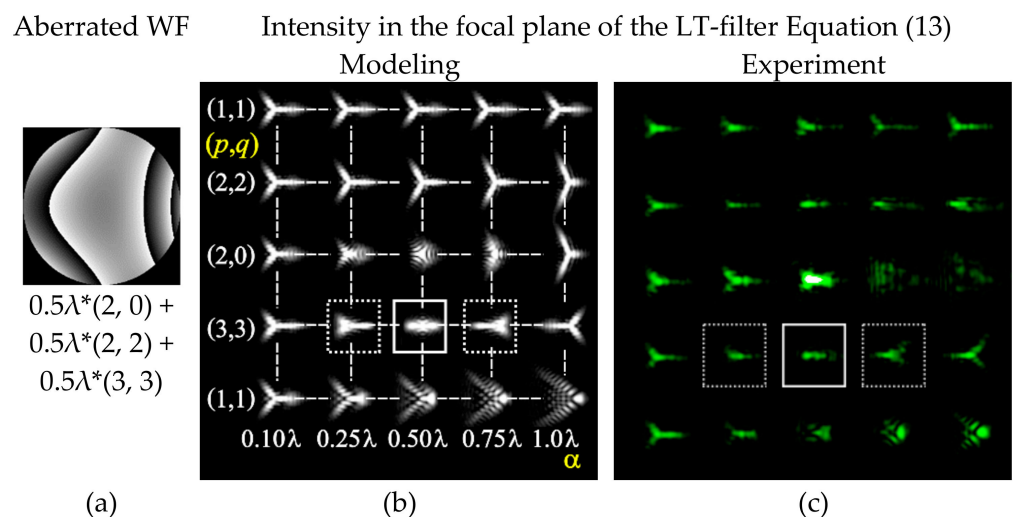 Aberrated WF
Intensity in the focal plane of the LT-filter Equation (13)
Modeling
Experiment
(1,1)
(p,q)
(2,2)
(2,0)
(3,3)
(1,1)
0.10λ 0.25λ 0.50λ 0.75λ 1.0λ
α
0.5λ*(2, 0) +
0.5λ*(2, 2) +
0.5λ*(3, 3)
(a)
(b)
(c)